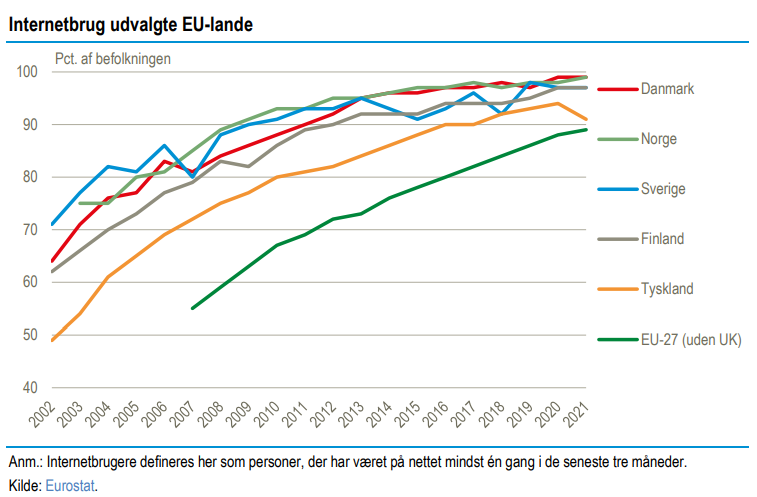 Internetbrug udvalgte EU-lande
Pct. af befolkningen
100
90
80
70
60
50
40
2002 2003 2004 2005 2006 2007 2008 2009 2010 2011 2012 2013 2014 2015 2016 2017 2018 2019 2020 2021
Danmark
Norge
Sverige
Finland
Tyskland
EU-27 (uden UK)
Anm.: Internetbrugere defineres her som personer, der har været på nettet mindst én gang i de seneste tre måneder.
Kilde: Eurostat.